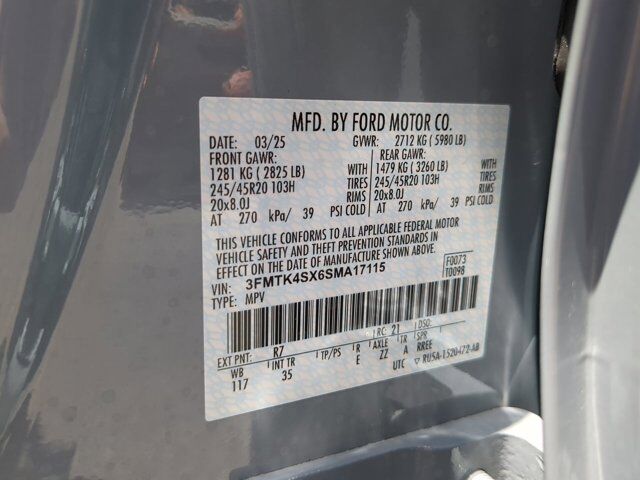 MFD. BY FORD MOTOR CO.
DATE: 03/25 GVWR: 2712 KG ( 5980 LB)
FRONT GAWR: REAR GAWR:
1281 KG ( 2825 LB) WITH 1479 KG ( 3260 LB) WITH
245/45R20 103H TIRES 245/45R20 103H TIRES
20x8.0J RIMS 20x8.0J RIMS
AT 270 kPa/ 39 PSI COLD AT 270 kPa/ 39 PSI COLD
THIS VEHICLE CONFORMS TO ALL APPLICABLE FEDERAL MOTOR
VEHICLE SAFETY AND THEFT PREVENTION STANDARDS IN
EFFECT ON THE DATE OF MANUFACTURE SHOWN ABOVE.
VIN: 3FMTK4SX6SMA17115 F0073
TYPE: MPV T0098
EXT PNT: RZ RC: 21 DSO:
WB INT TR TP/PS R AXLE TR SPR
117 35 E ZZ A RREE
UTC RU5A-1520472-AB